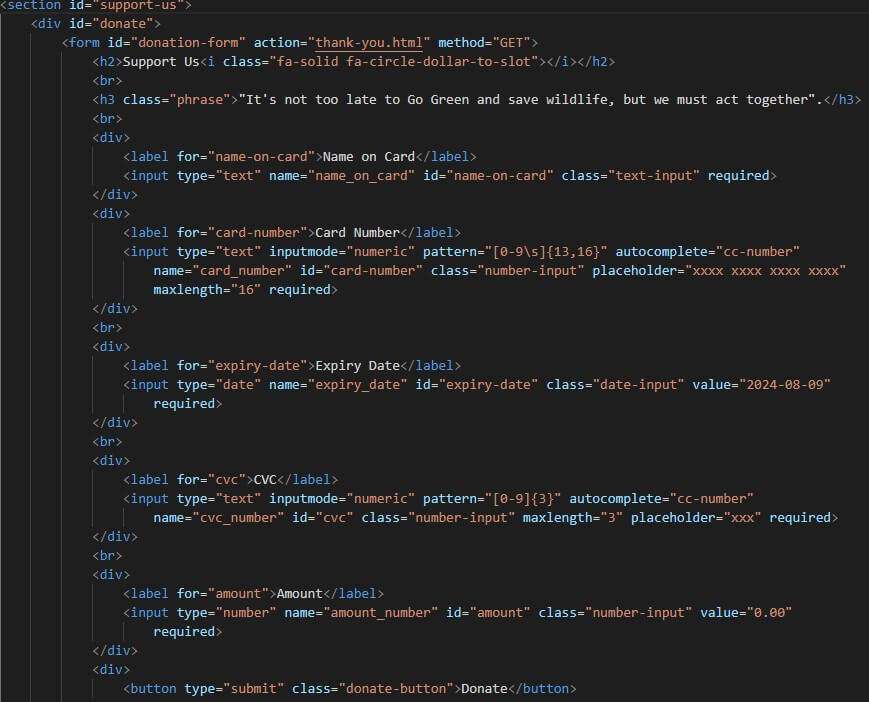 <section id="support-us">
<div id="donate">
<form id="donation-form" action="thank-you.html" method="GET">
<h2>Support Us<i class="fa-solid fa-circle-dollar-to-slot"></i></h2>
<br>
<h3 class="phrase">"It's not too late to Go Green and save wildlife, but we must act together".</h3>
<br>
<div>
<label for="name-on-card">Name on Card</label>
<input type="text" name="name_on_card" id="name-on-card" class="text-input" required>
</div>
<div>
<label for="card-number">Card Number</label>
<input type="text" inputmode="numeric" pattern="[0-9\s]{13,16}" autocomplete="cc-number"
name="card_number" id="card-number" class="number-input" placeholder="xxxx xxxx xxxx xxxx"
maxlength="16" required>
</div>
<br>
<div>
<label for="expiry-date">Expiry Date</label>
<input type="date" name="expiry_date" id="expiry-date" class="date-input" value="2024-08-09"
required>
</div>
<br>
<div>
<label for="cvc">CVC</label>
<input type="text" inputmode="numeric" pattern="[0-9]{3}" autocomplete="cc-number"
name="cvc_number" id="cvc" class="number-input" maxlength="3" placeholder="xxx" required>
</div>
<br>
<div>
<label for="amount">Amount</label>
<input type="number" name="amount_number" id="amount" class="number-input" value="0.00"
required>
</div>
<div>
<button type="submit" class="donate-button">Donate</button>